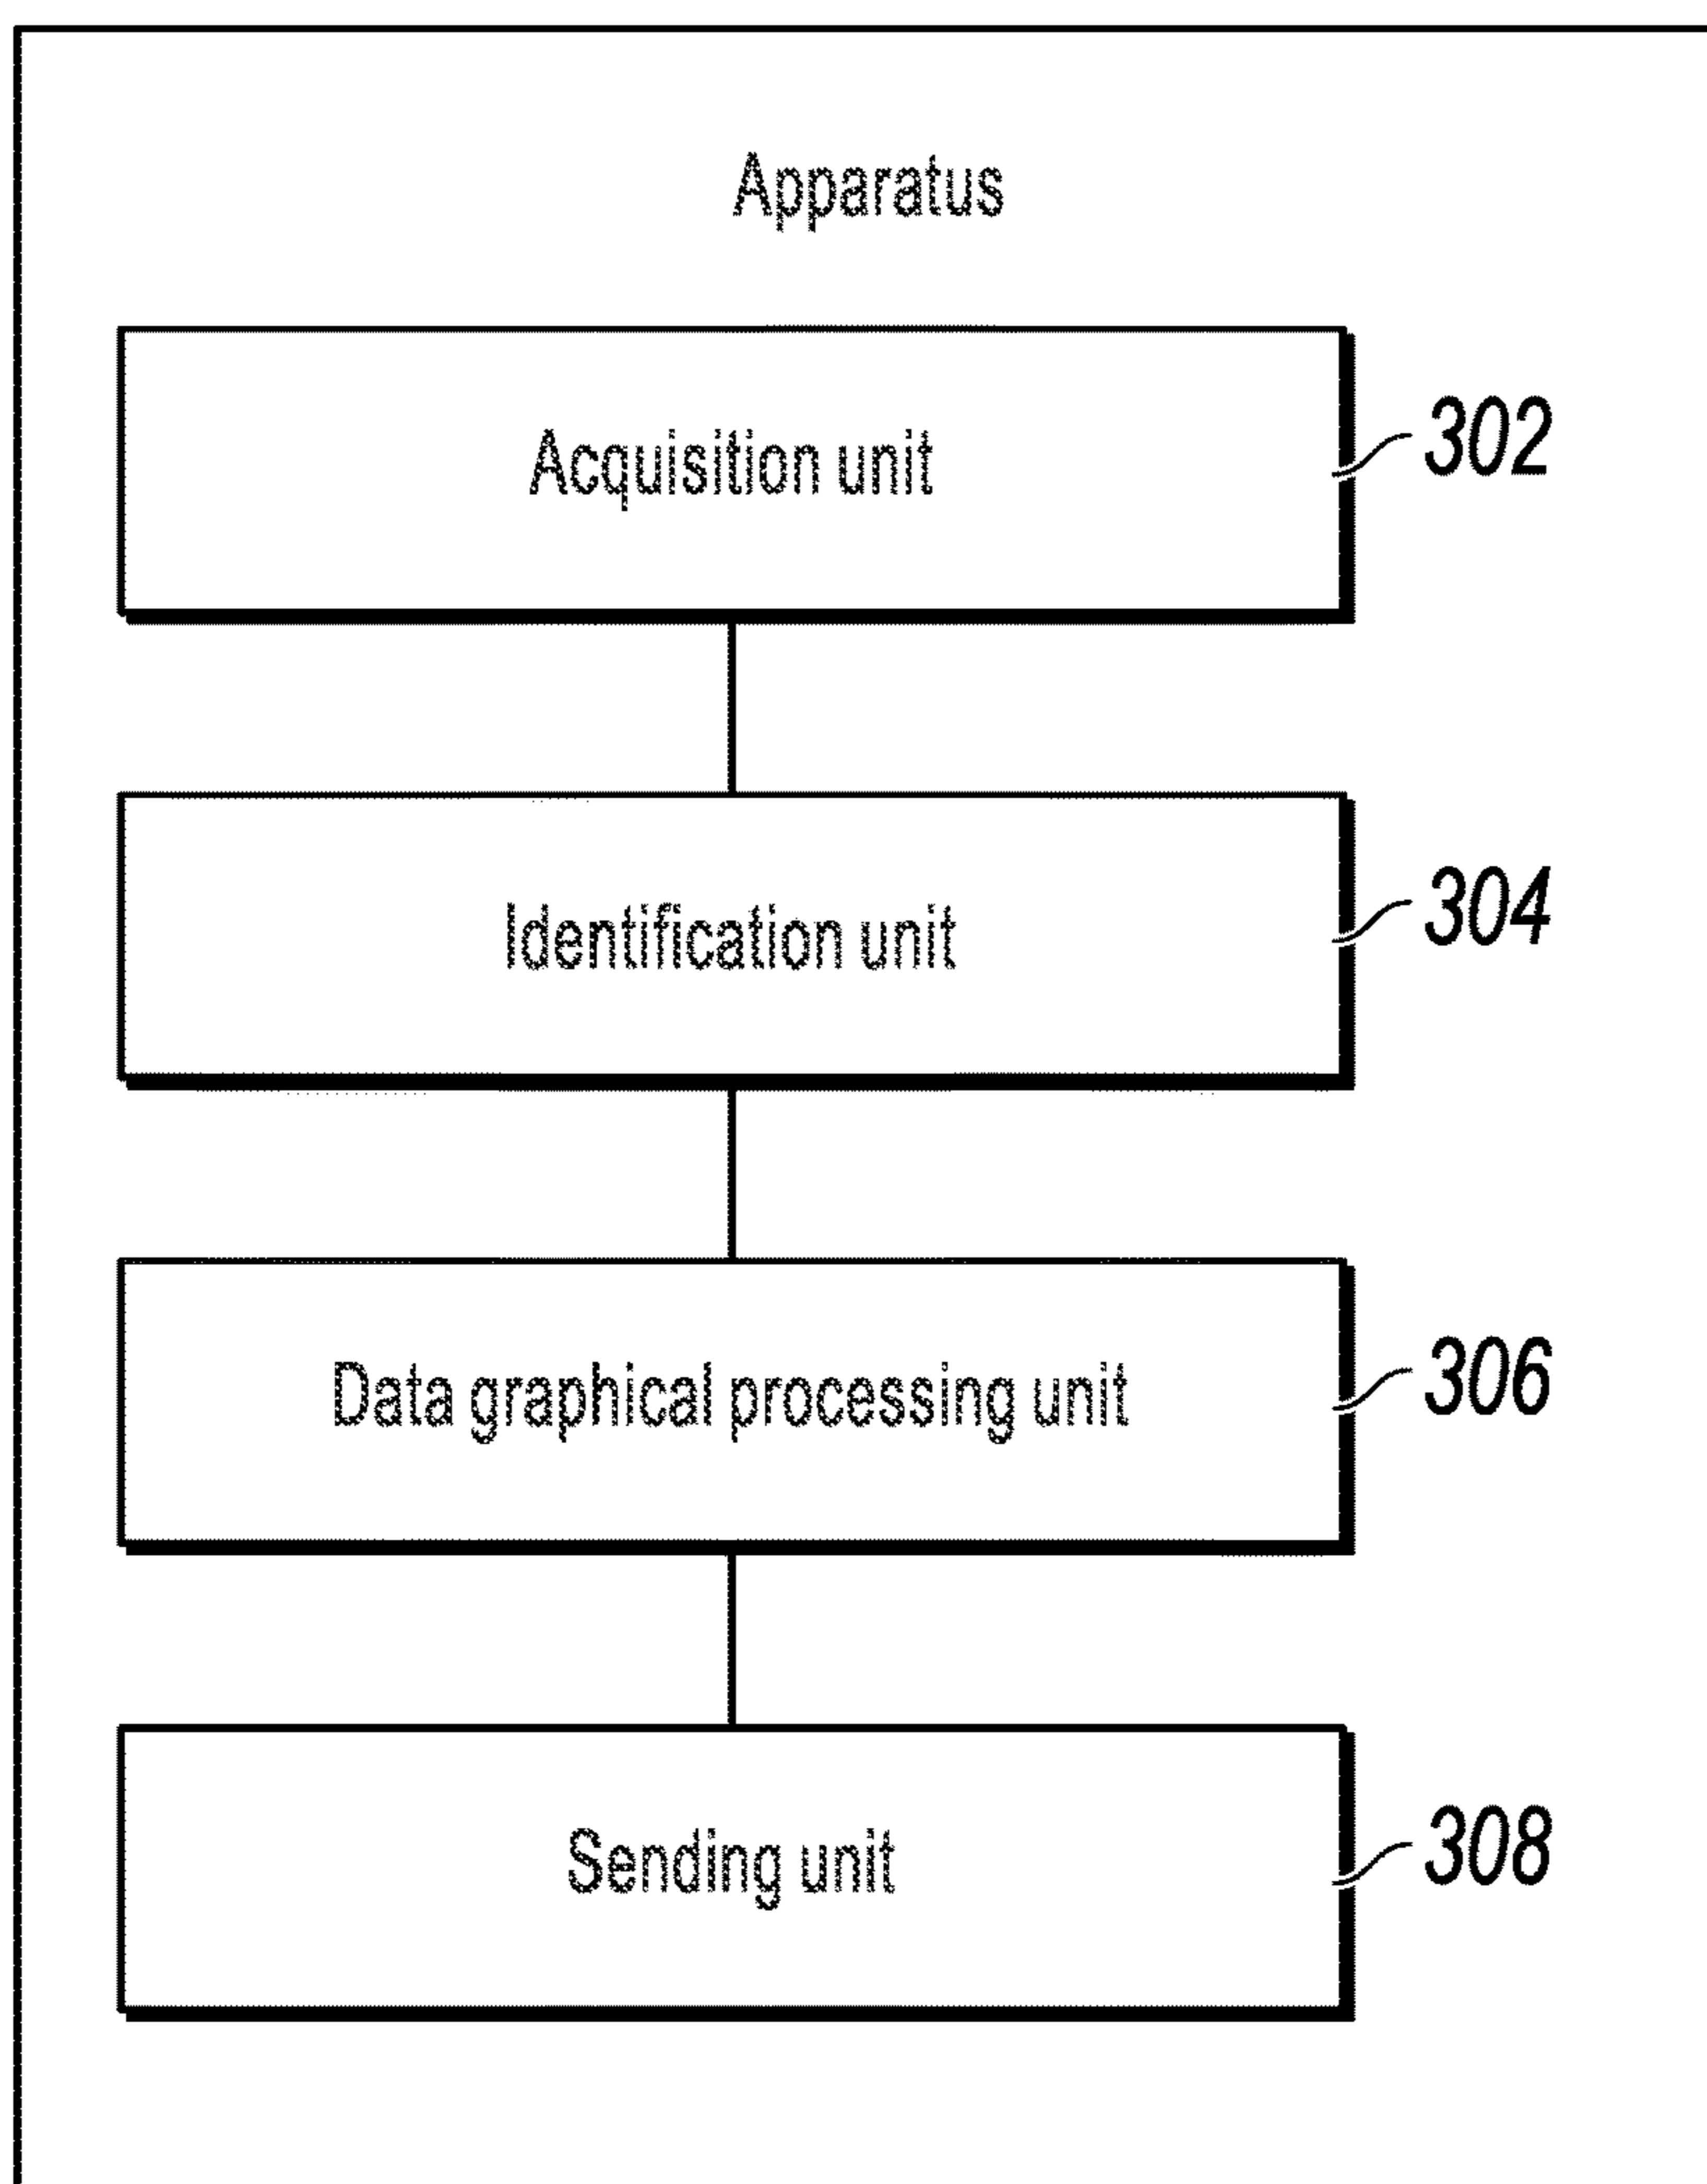 Apparatus
Acquisition unit
302
Identification unit
304
Data graphical processing unit
306
Sending unit
308